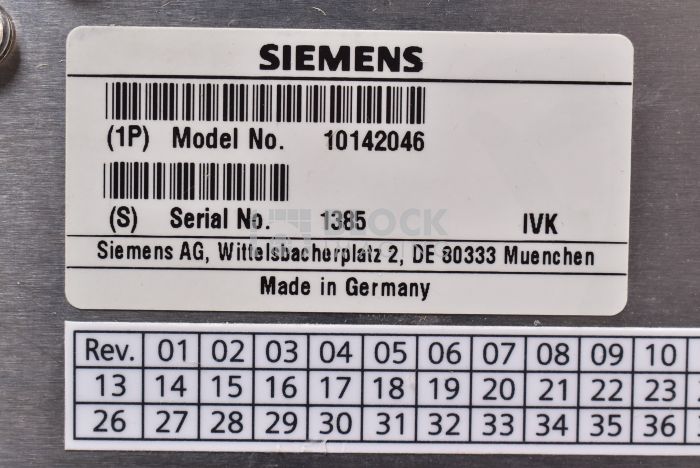 SIEMENS
(1P) Model No. 10142046
(S) Serial No. 1385 IVK
Siemens AG, Wittelsbacherplatz 2, DE 80333 Muenchen
Made in Germany
Rev. 01 02 03 04 05 06 07 08 09 10
13 14 15 16 17 18 19 20 21 22 23
26 27 28 29 30 31 32 33 34 35 36